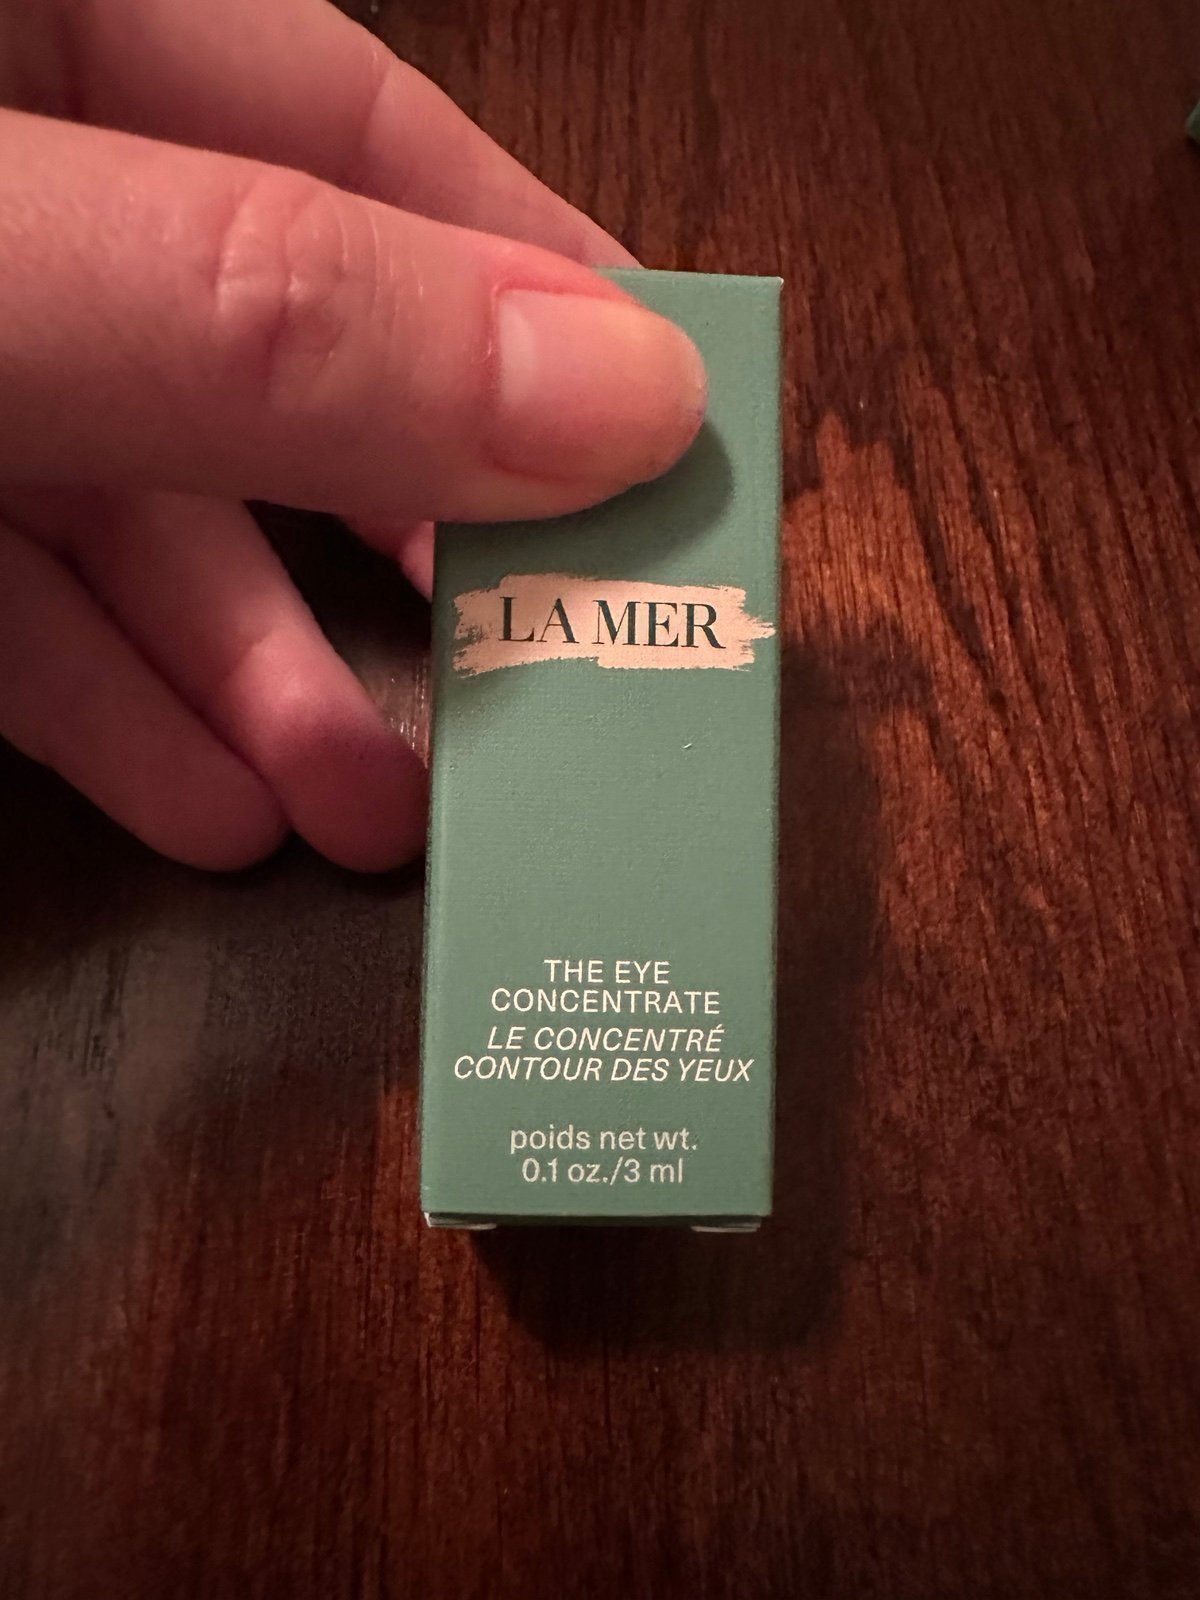 LA MER
THE EYE
CONCENTRATE
LE CONCENTRÉ
CONTOUR DES YEUX
poids net wt.
0.1 oz./3 ml